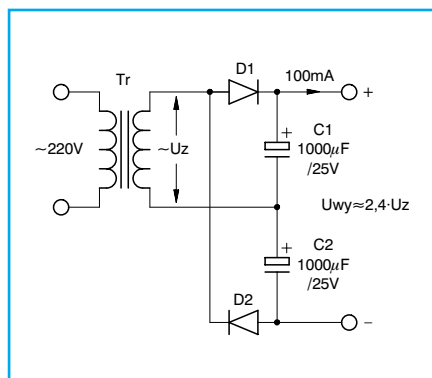 Tr
D1
100mA
+
~220V
~Uz
+
C1
1000µF
/25V
Uwy≈2,4·Uz
+
C2
1000µF
/25V
D2
–